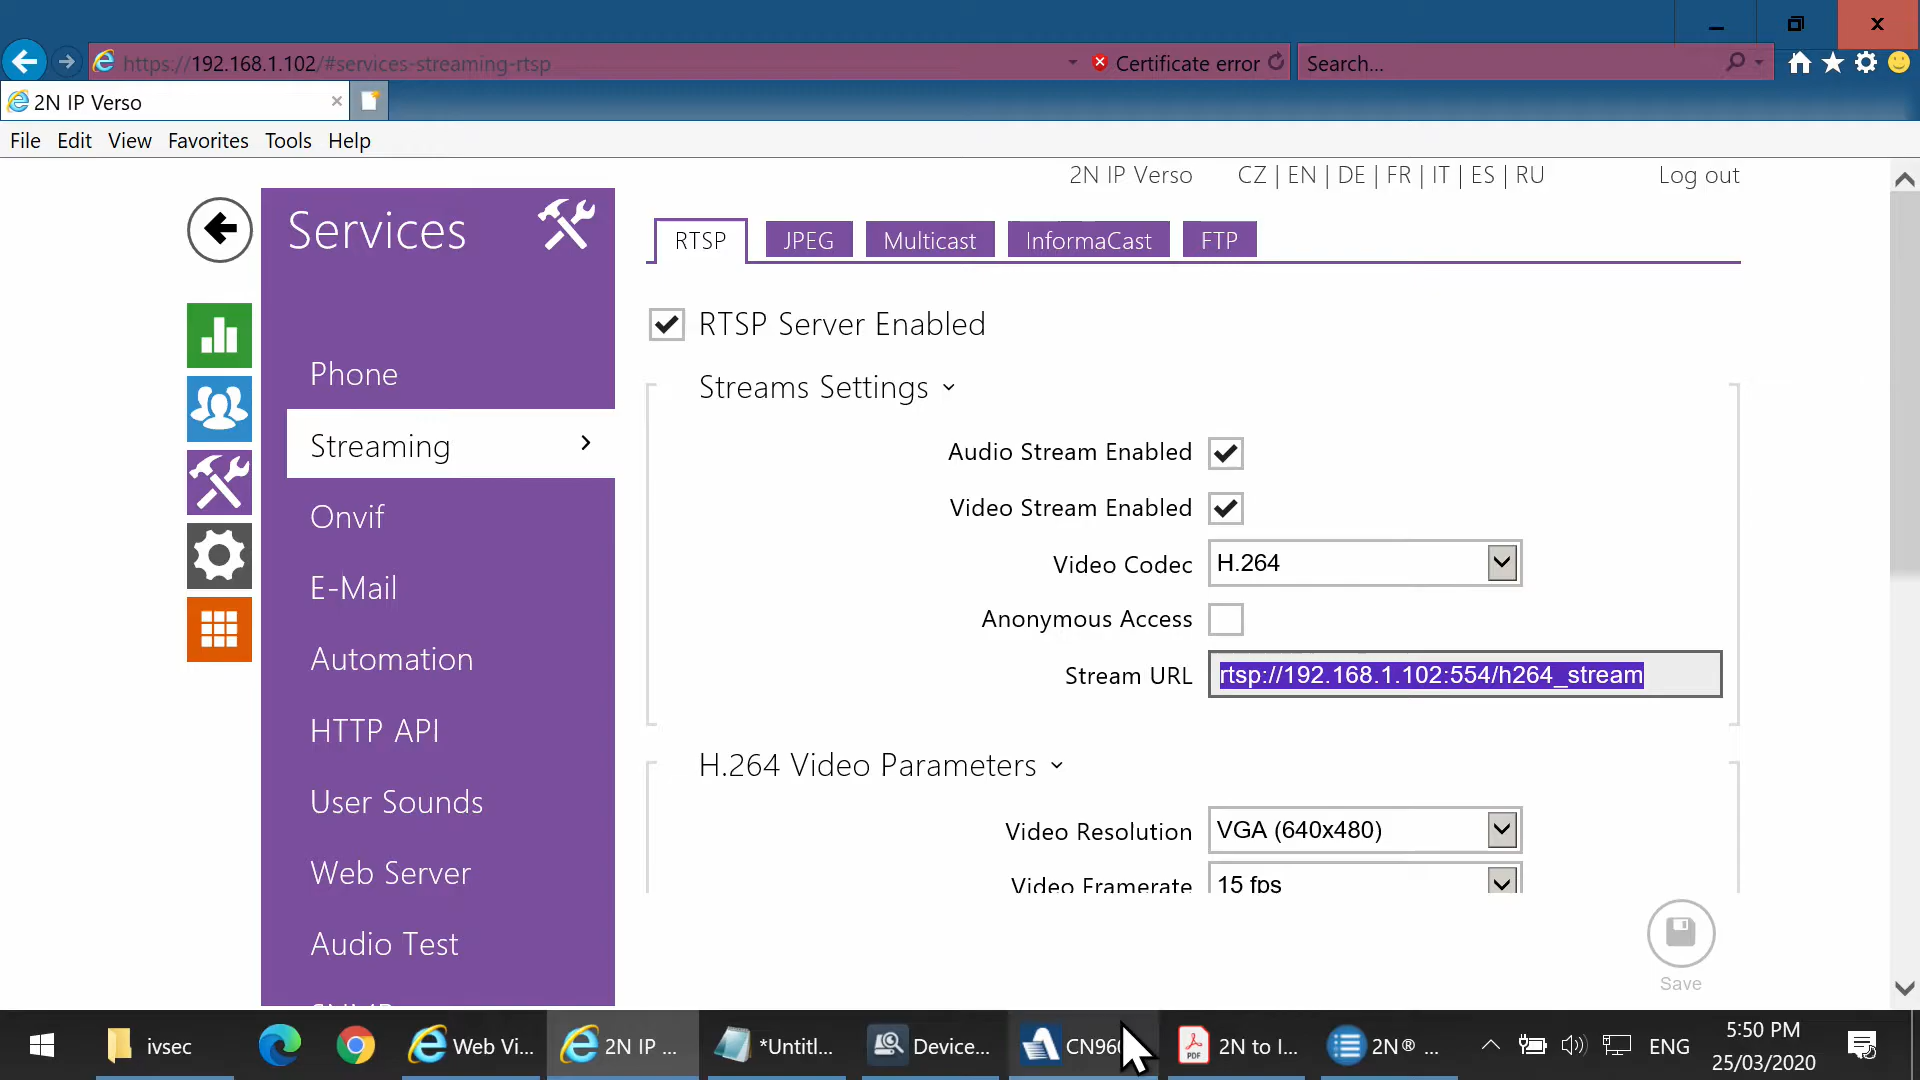 https://192.168.1.102/#services-streaming-rtsp
Certificate error
Search...
2N IP Verso
File Edit View Favorites Tools Help
2N IP Verso CZ | EN | DE | FR | IT | ES | RU Log out
Services
RTSP JPEG Multicast InformaCast FTP
RTSP Server Enabled
Phone
Streams Settings
Streaming
Audio Stream Enabled
Video Stream Enabled
Onvif
Video Codec H.264
E-Mail
Anonymous Access
Automation
Stream URL rtsp://192.168.1.102:554/h264_stream
HTTP API
H.264 Video Parameters
User Sounds
Video Resolution VGA (640x480)
Web Server
Video Framerate 15 fps
Audio Test
Save
ivsec
Web Vi...
2N IP ...
*Untitl...
Device...
CN96
PDF
2N to I...
2N® ...
ENG
5:50 PM
25/03/2020